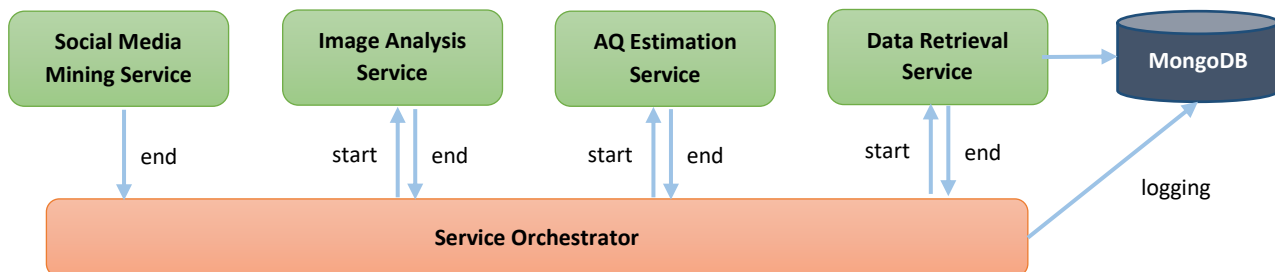 Social Media
Mining Service
Image Analysis
Service
AQ Estimation
Service
Data Retrieval
Service
MongoDB
end
start
end
start
end
start
end
logging
Service Orchestrator